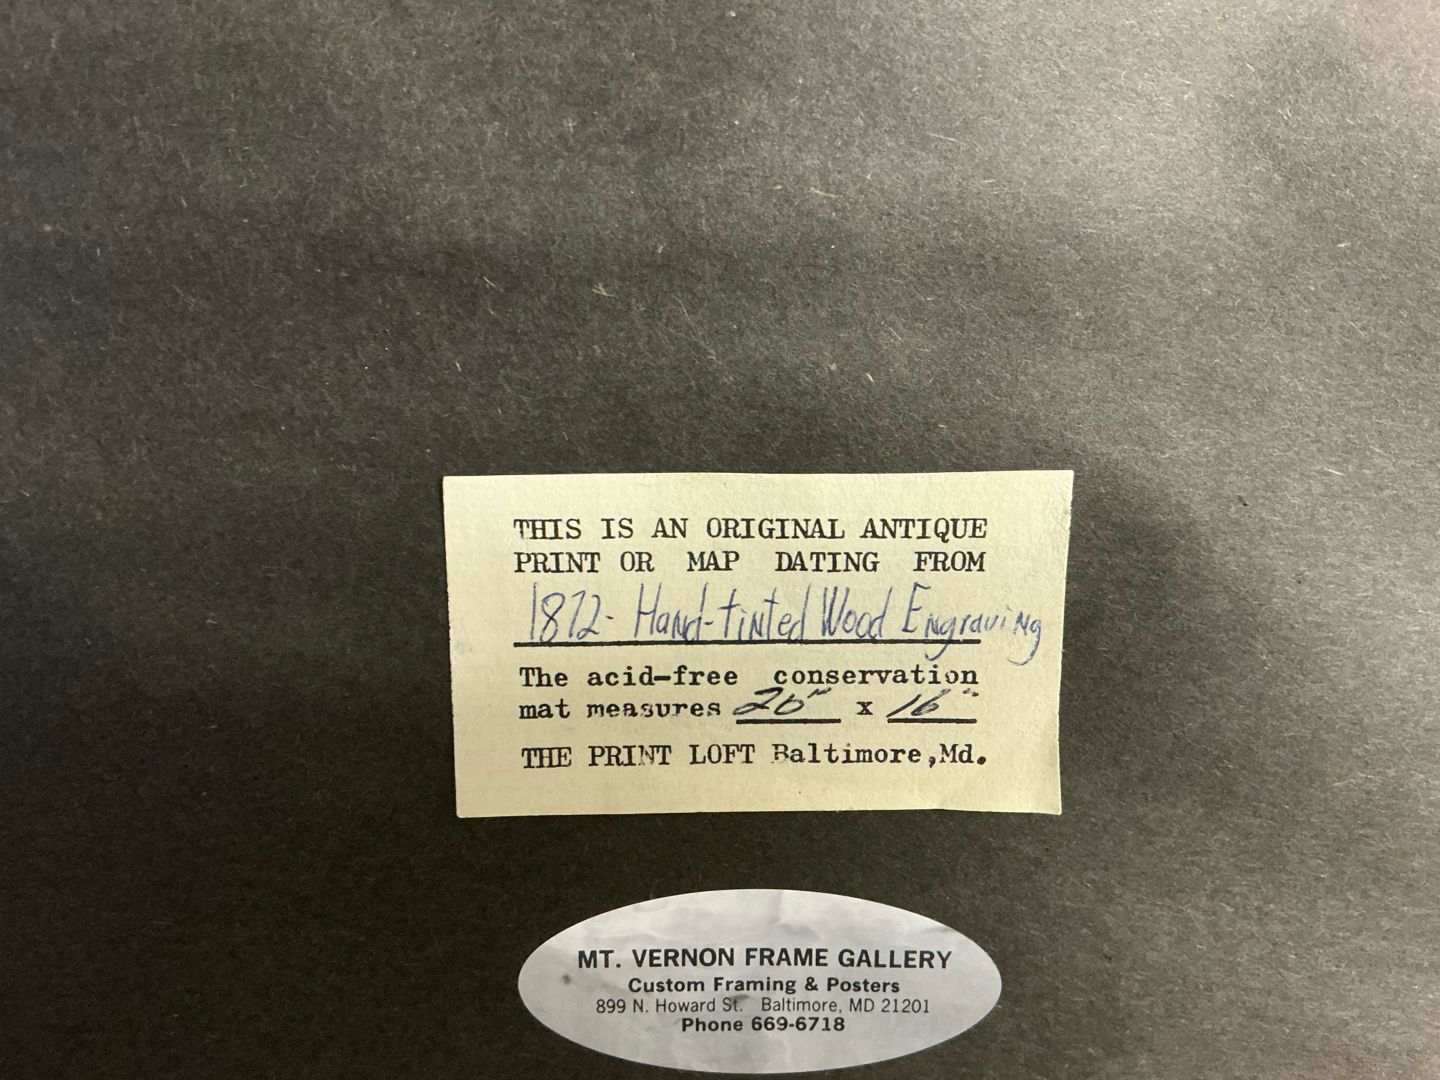 THIS IS AN ORIGINAL ANTIQUE
PRINT OR MAP DATING FROM
1872- Hand-tinted Wood Engraving
The acid-free conservation
mat measures 20" x 16"
THE PRINT LOFT Baltimore,Md.
MT. VERNON FRAME GALLERY
Custom Framing & Posters
899 N. Howard St. Baltimore, MD 21201
Phone 669-6718